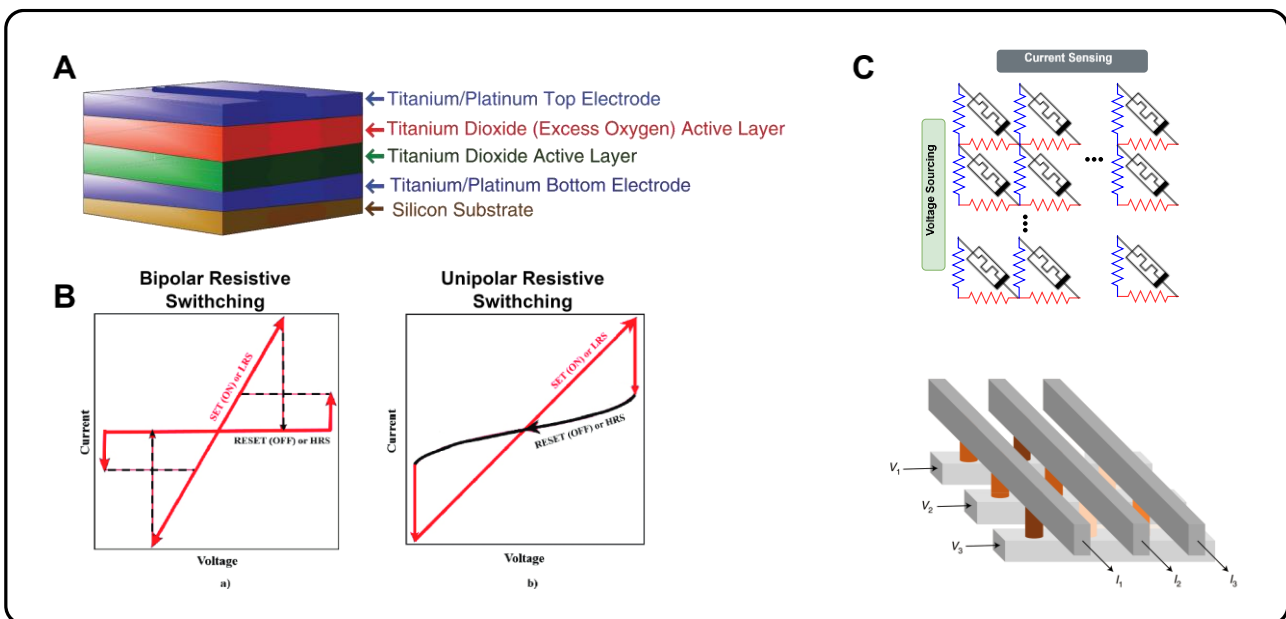 A
Titanium/Platinum Top Electrode
Titanium Dioxide (Excess Oxygen) Active Layer
Titanium Dioxide Active Layer
Titanium/Platinum Bottom Electrode
Silicon Substrate
B
Bipolar Resistive
Swithching
Current
SET (ON) or LRS
RESET (OFF) or HRS
Voltage
a)
Unipolar Resistive
Swithching
Current
SET (ON) or LRS
RESET (OFF) or HRS
Voltage
b)
C
Current Sensing
Voltage Sourcing
V1
V2
V3
I1
I2
I3